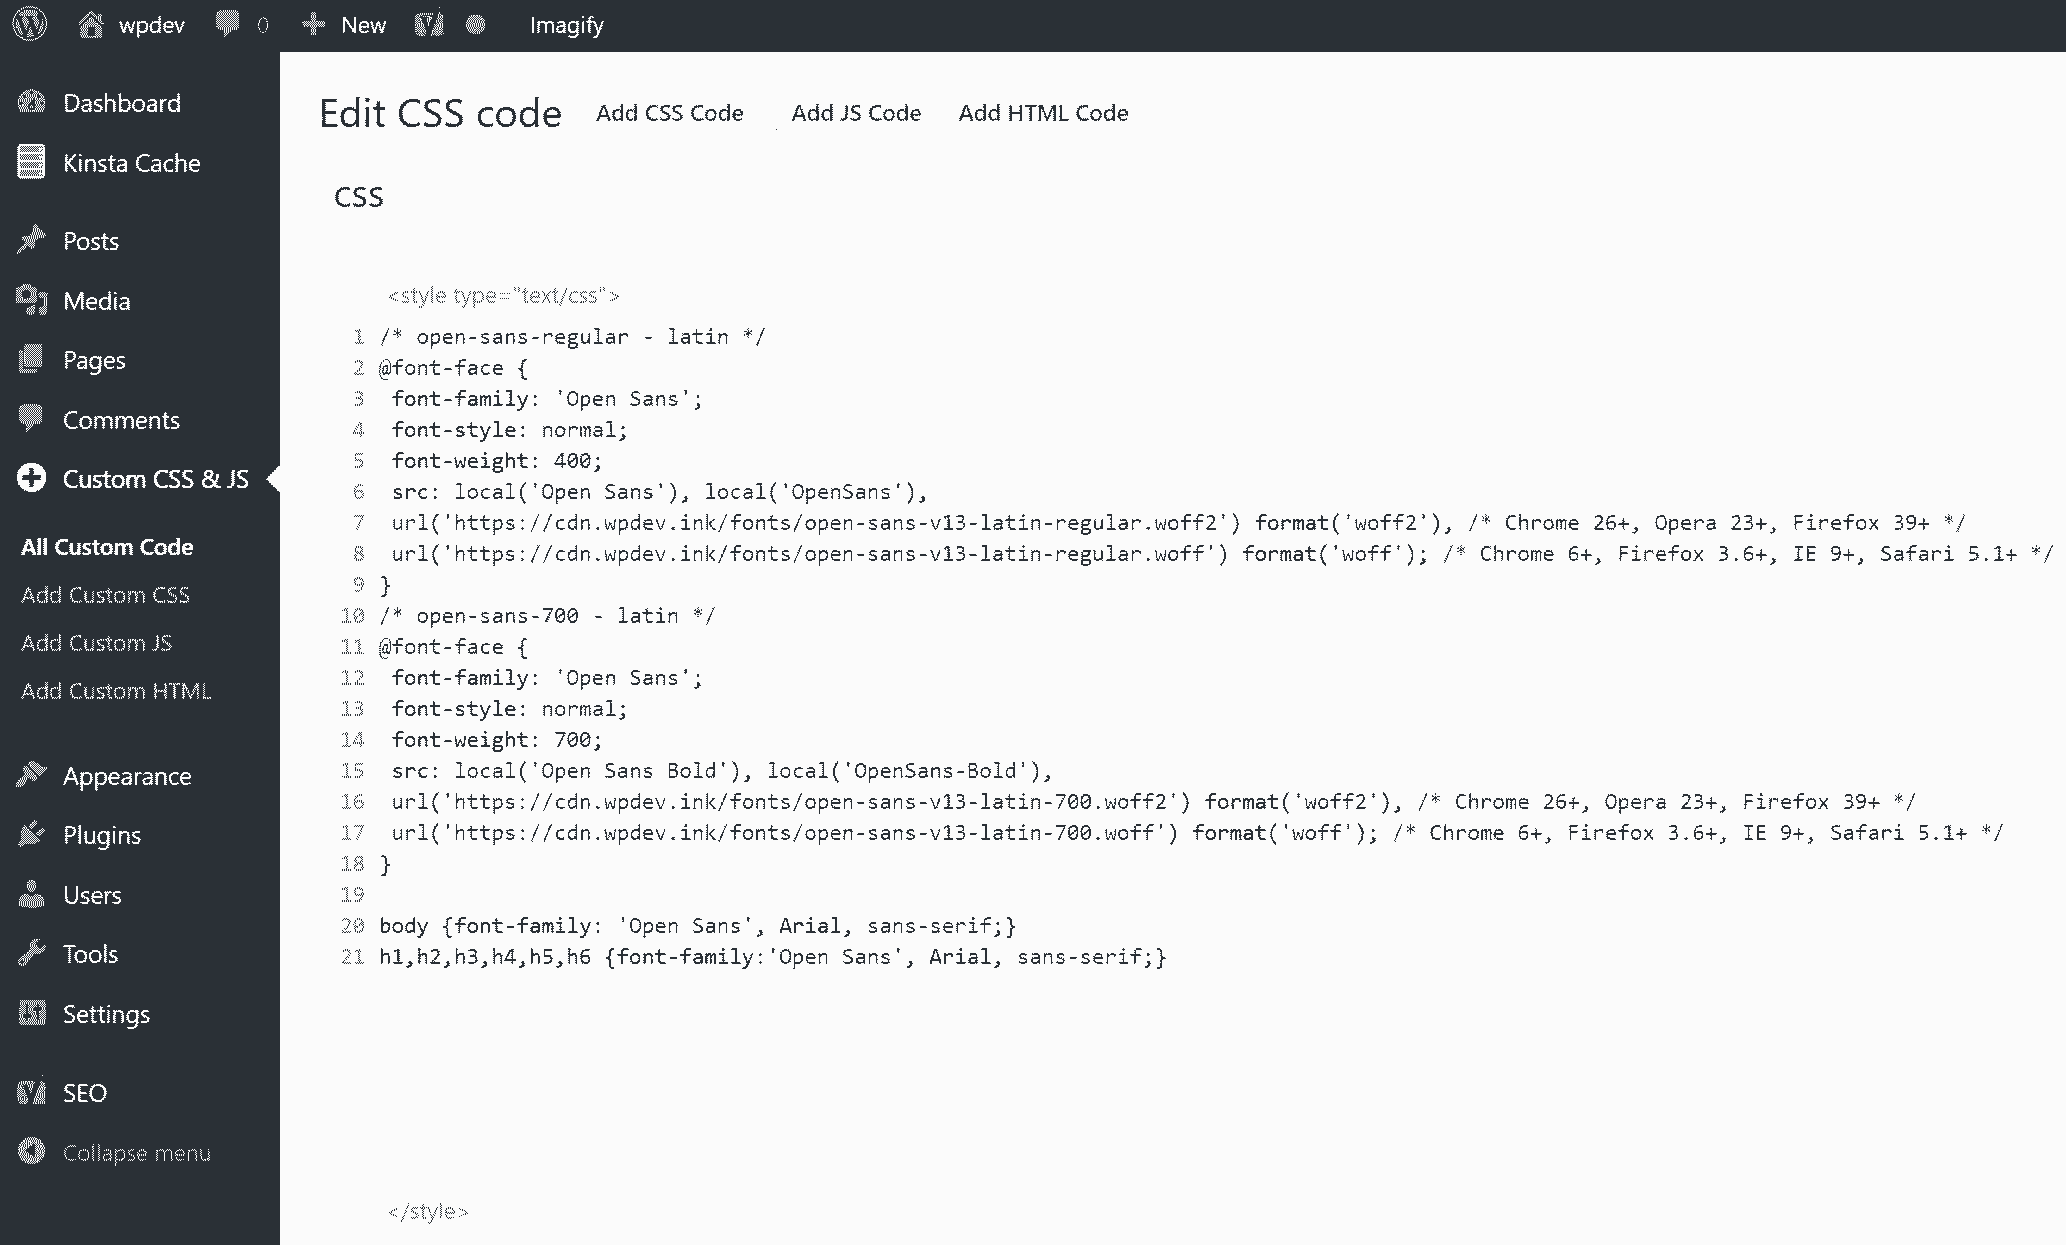 wpdev 0 New Imagify
Dashboard
Kinsta Cache
Posts
Media
Pages
Comments
Custom CSS & JS
All Custom Code
Add Custom CSS
Add Custom JS
Add Custom HTML
Appearance
Plugins
Users
Tools
Settings
SEO
Collapse menu
Edit CSS code Add CSS Code Add JS Code Add HTML Code
CSS
<style type="text/css">
1 /* open-sans-regular - latin */
2 @font-face {
3 font-family: 'Open Sans';
4 font-style: normal;
5 font-weight: 400;
6 src: local('Open Sans'), local('OpenSans'),
7 url('https://cdn.wpdev.ink/fonts/open-sans-v13-latin-regular.woff2') format('woff2'), /* Chrome 26+, Opera 23+, Firefox 39+ */
8 url('https://cdn.wpdev.ink/fonts/open-sans-v13-latin-regular.woff') format('woff'); /* Chrome 6+, Firefox 3.6+, IE 9+, Safari 5.1+ */
9 }
10 /* open-sans-700 - latin */
11 @font-face {
12 font-family: 'Open Sans';
13 font-style: normal;
14 font-weight: 700;
15 src: local('Open Sans Bold'), local('OpenSans-Bold'),
16 url('https://cdn.wpdev.ink/fonts/open-sans-v13-latin-700.woff2') format('woff2'), /* Chrome 26+, Opera 23+, Firefox 39+ */
17 url('https://cdn.wpdev.ink/fonts/open-sans-v13-latin-700.woff') format('woff'); /* Chrome 6+, Firefox 3.6+, IE 9+, Safari 5.1+ */
18 }
19
20 body {font-family: 'Open Sans', Arial, sans-serif;}
21 h1,h2,h3,h4,h5,h6 {font-family:'Open Sans', Arial, sans-serif;}
</style>